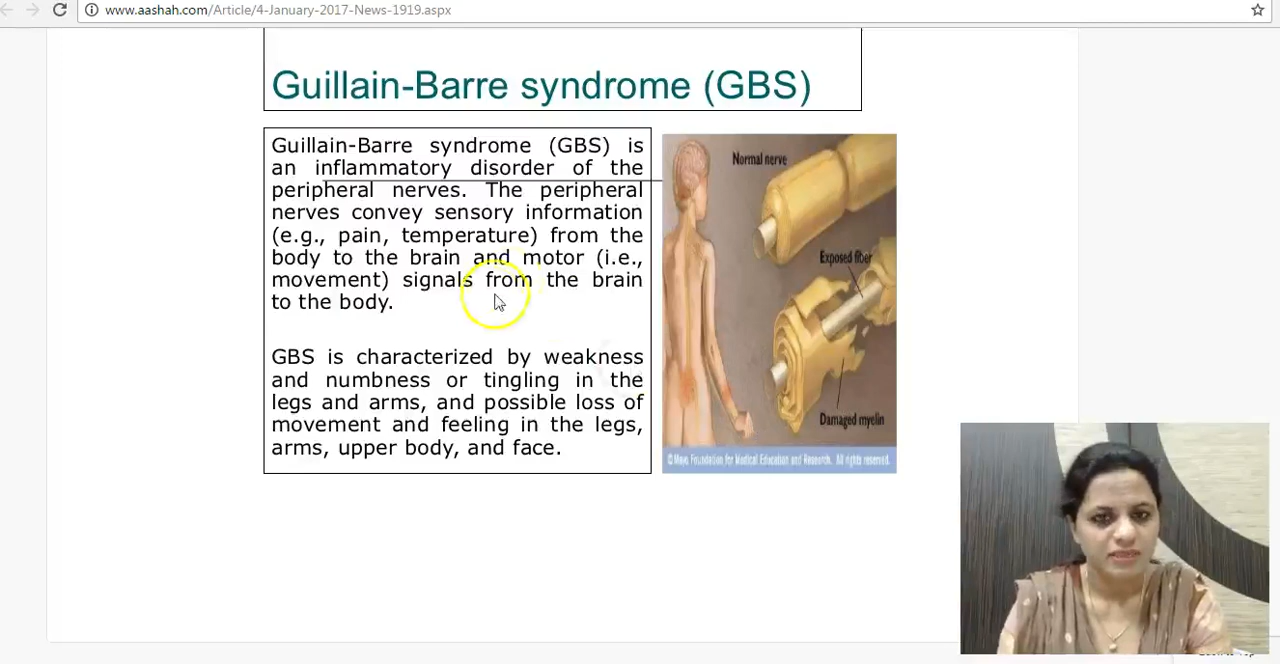 www.aashah.com/Article/4-January-2017-News-1919.aspx
Guillain-Barre syndrome (GBS)
Guillain-Barre syndrome (GBS) is
an inflammatory disorder of the
peripheral nerves. The peripheral
nerves convey sensory information
(e.g., pain, temperature) from the
body to the brain and motor (i.e.,
movement) signals from the brain
to the body.
GBS is characterized by weakness
and numbness or tingling in the
legs and arms, and possible loss of
movement and feeling in the legs,
arms, upper body, and face.
Normal nerve
Exposed fiber
Damaged myelin
© Mayo Foundation for Medical Education and Research. All rights reserved.